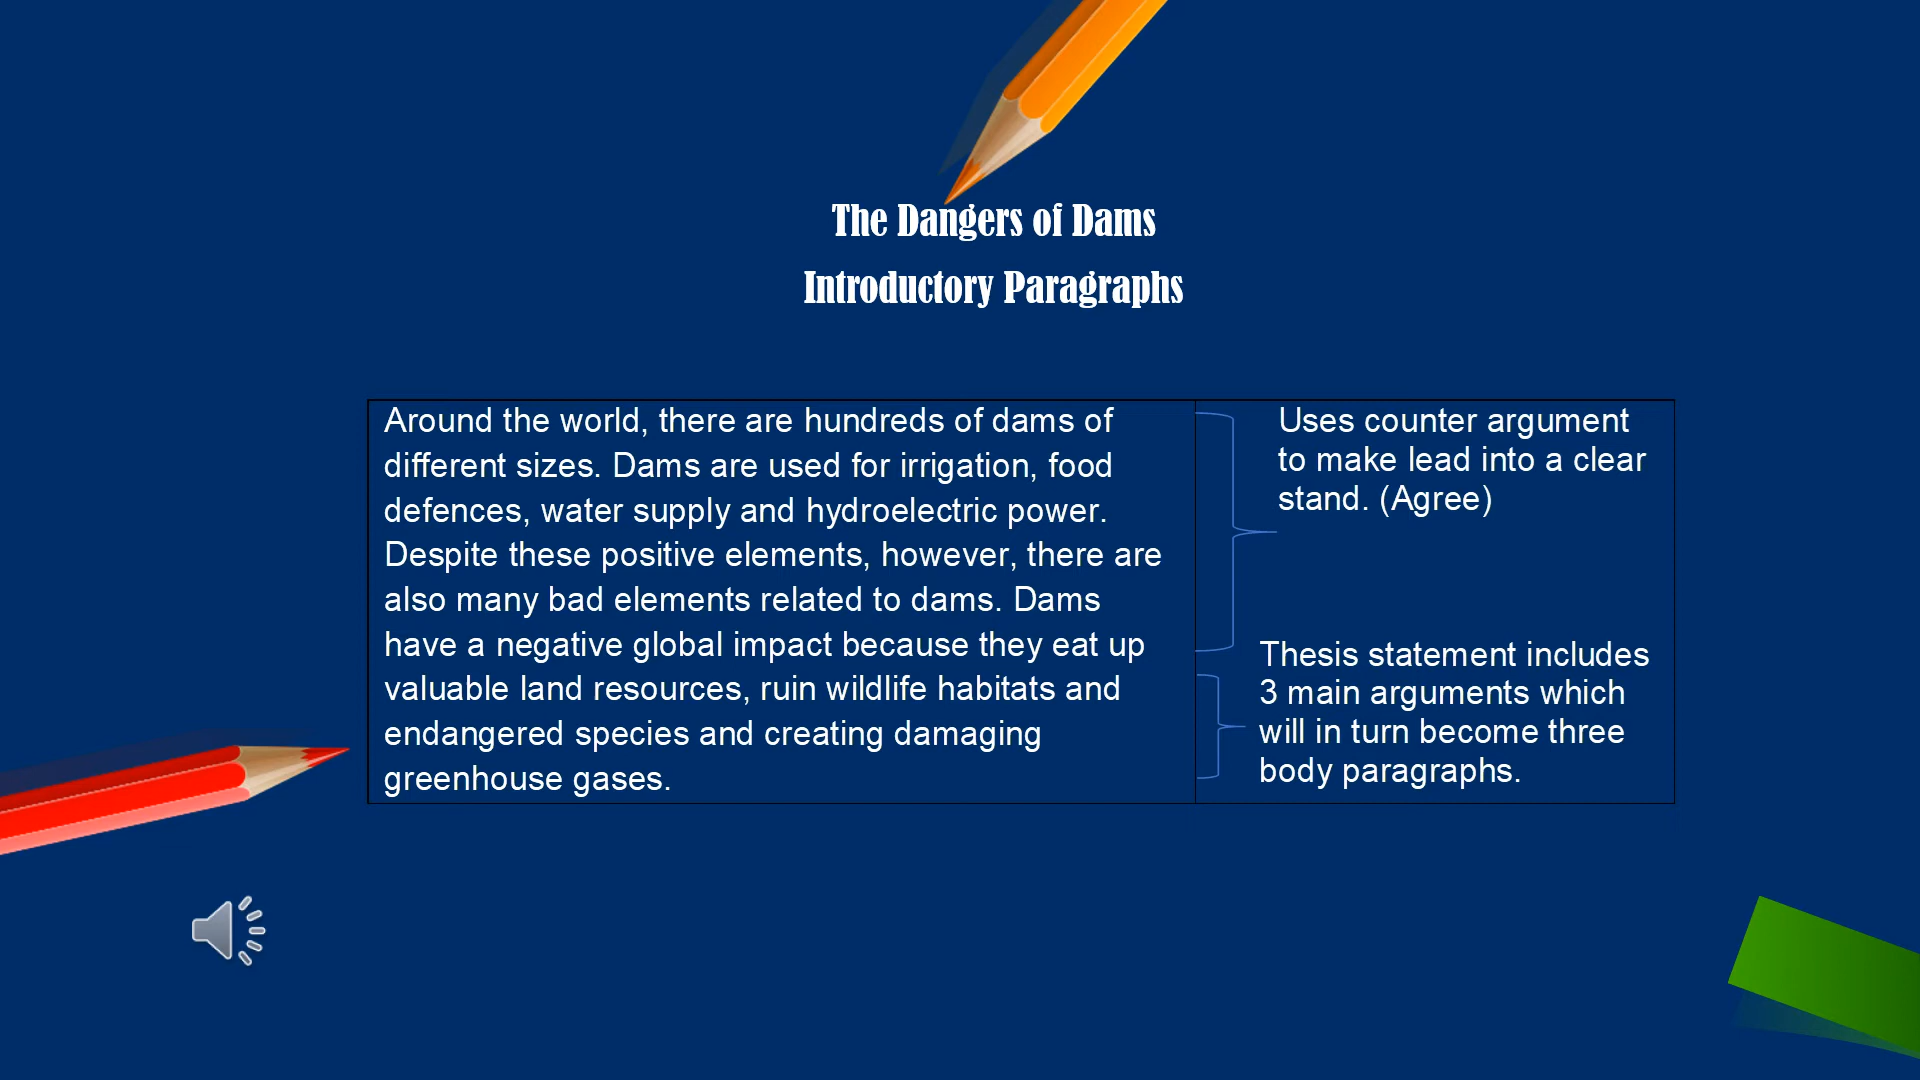 The Dangers of Dams
Introductory Paragraphs
Around the world, there are hundreds of dams of
different sizes. Dams are used for irrigation, food
defences, water supply and hydroelectric power.
Despite these positive elements, however, there are
also many bad elements related to dams. Dams
have a negative global impact because they eat up
valuable land resources, ruin wildlife habitats and
endangered species and creating damaging
greenhouse gases.
Uses counter argument
to make lead into a clear
stand. (Agree)
Thesis statement includes
3 main arguments which
will in turn become three
body paragraphs.